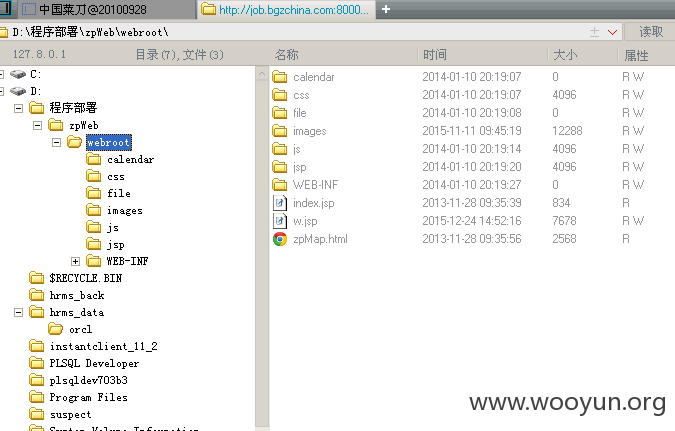 中国菜刀@20100928 http://job.bgzchina.com:8000...
D:\程序部署\zpWeb\webroot\ 读取
127.8.0.1 目录(7),文件(3) 名称 时间 大小 属性
C:
D:
程序部署
zpWeb
webroot
calendar
css
file
images
js
jsp
WEB-INF
$RECYCLE.BIN
hrms_back
hrms_data
orcl
instantclient_11_2
PLSQL Developer
plsqldev703b3
Program Files
suspect
System Volume Information
calendar 2014-01-10 20:19:07 0 R W
css 2014-01-10 20:19:07 4096 R W
file 2014-01-10 20:19:08 0 R W
images 2015-11-11 09:45:19 12288 R W
js 2014-01-10 20:19:14 4096 R W
jsp 2014-01-10 20:19:20 4096 R W
WEB-INF 2014-01-10 20:19:27 0 R W
index.jsp 2013-11-28 09:35:39 834 R
w.jsp 2015-12-24 14:52:16 7678 R W
zpMap.html 2013-11-28 09:35:56 2568 R
www.wooyun.org